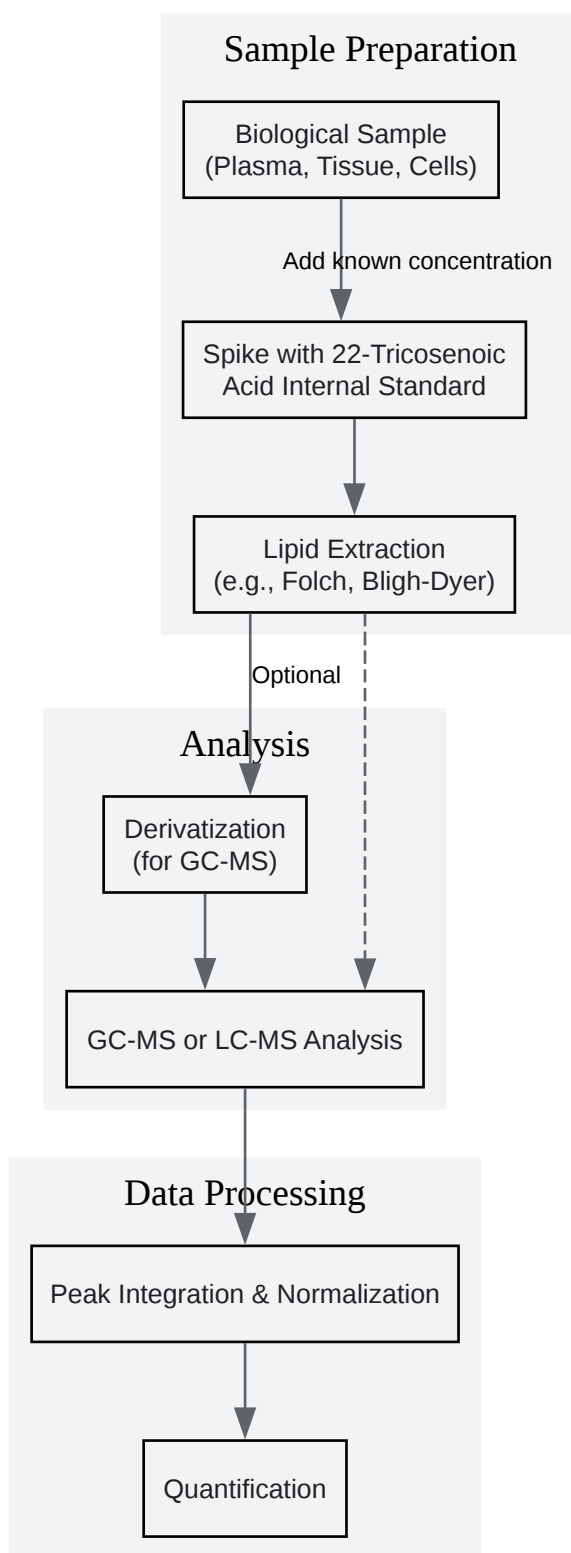 Sample Preparation
Biological Sample
(Plasma, Tissue, Cells)
Add known concentration
Spike with 22-Tricosenoic
Acid Internal Standard
Lipid Extraction
(e.g., Folch, Bligh-Dyer)
Optional
Analysis
Derivatization
(for GC-MS)
GC-MS or LC-MS Analysis
Data Processing
Peak Integration & Normalization
Quantification